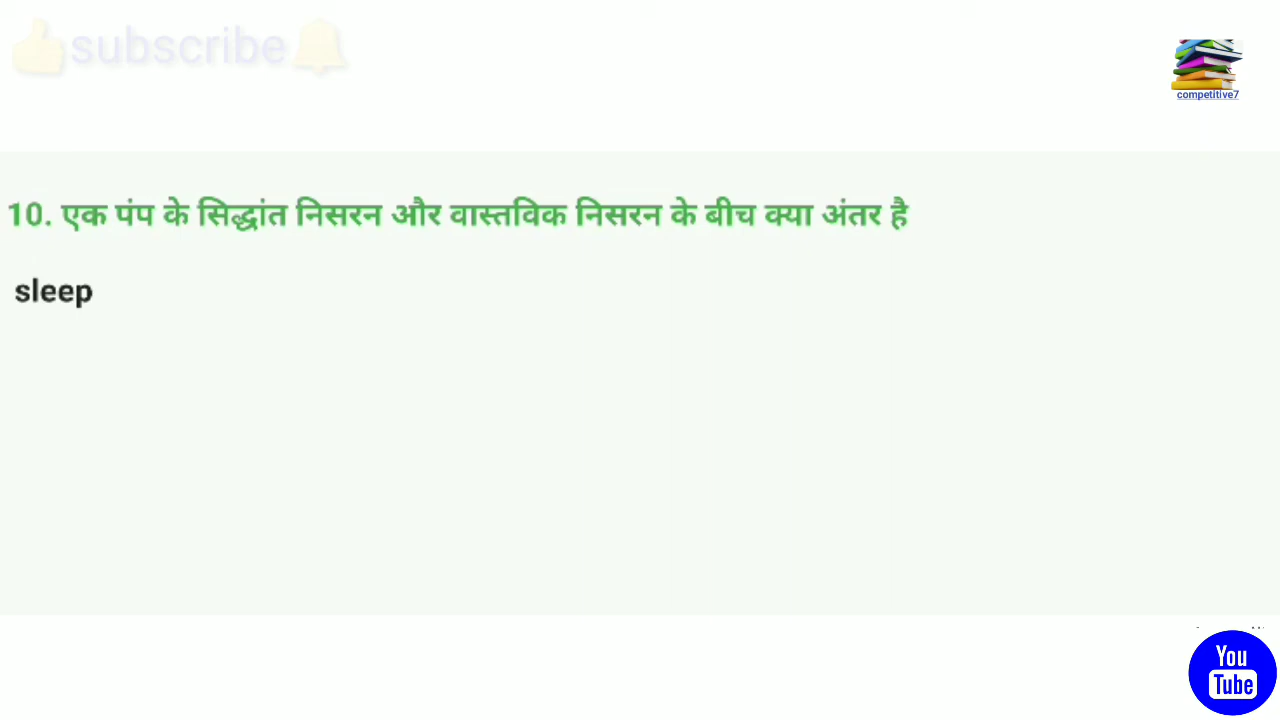 subscribe
competitive7
10. एक पंप के सिद्धांत निसरन और वास्तविक निसरन के बीच क्या अंतर है
sleep
You
Tube